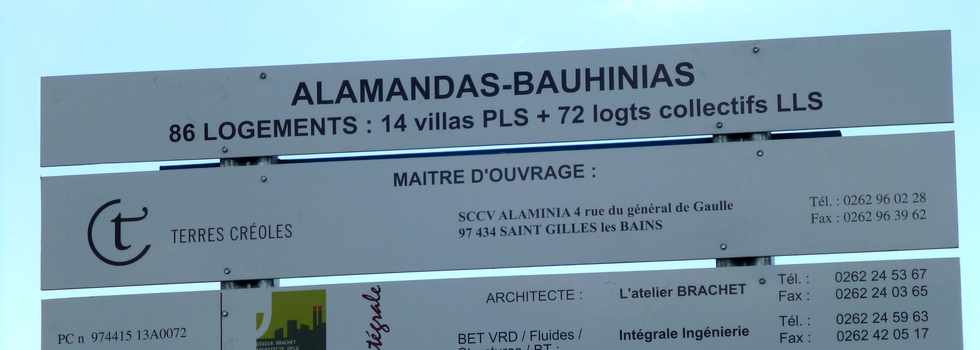 ALAMANDAS-BAUHINIAS
86 LOGEMENTS : 14 villas PLS + 72 logts collectifs LLS
MAITRE D'OUVRAGE :
TERRES CRÉOLES
SCCV ALAMINIA 4 rue du général de Gaulle
97 434 SAINT GILLES les BAINS
Tél. : 0262 96 02 28
Fax : 0262 96 39 62
PC n 974415 13A0072
ARCHITECTE : L'atelier BRACHET
Tél. : 0262 24 53 67
Fax : 0262 24 03 65
BET VRD / Fluides / Intégrale Ingénierie
Tél. : 0262 24 59 63
Fax : 0262 42 05 17